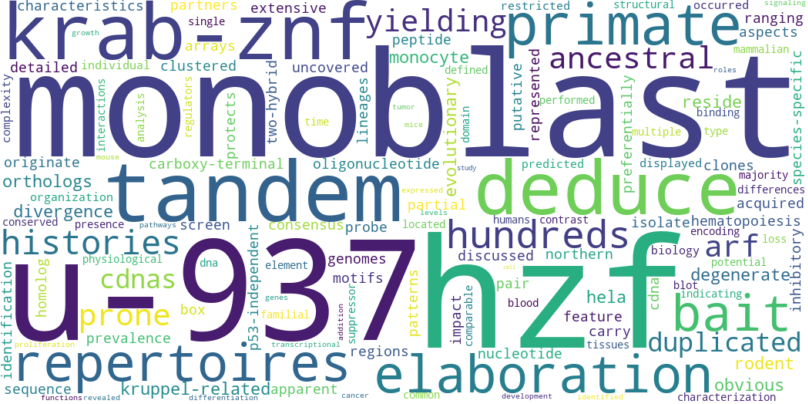 characteristics
partners
extensive
restricted
structural
occurred
signaling
growth
single
krab-znf
yielding
primate
ranging
arrays
peptide
aspects
detailed
individual
clustered
uncovered
monocyte
ancestral
mammalian
defined
roles
complexity
monoblast
interactions
analysis
regulators
protects
two-hybrid
lineages
evolutionary
domain
putative
represented
performed
preferentially
reside
binding
species-specific
time
tumor
mice
multiple
type
mouse
originate
carboxy-terminal
oligonucleotide
study
predicted
displayed
clones
majority
orthologs
tandem
expressed
deduce
differences
organization
partial
acquired
divergence
levels
conserved
presence
pathways
screen
consensus
probe
located
humans
contrast
isolate
hematopoiesis
encoding
histories
u-937
hzf
hundreds
arf
biology
loss
physiological
dna
p53-independent
element
genomes
discussed
northern
potential
degenerate
inhibitory
identification
homolog
cdnas
motifs
patterns
pair
hela
cdna
blot
indicating
prone
box
genes
familial
suppressor
addition
impact
comparable
blood
feature
carry
cell
tissues
bait
proliferation
prevalence
transcriptional
regions
nucleotide
duplicated
repertoires
elaboration
rodent
sequence
kruppel-related
apparent
obvious
functions
revealed
differentiation
cancer
common
development
identified
characterization